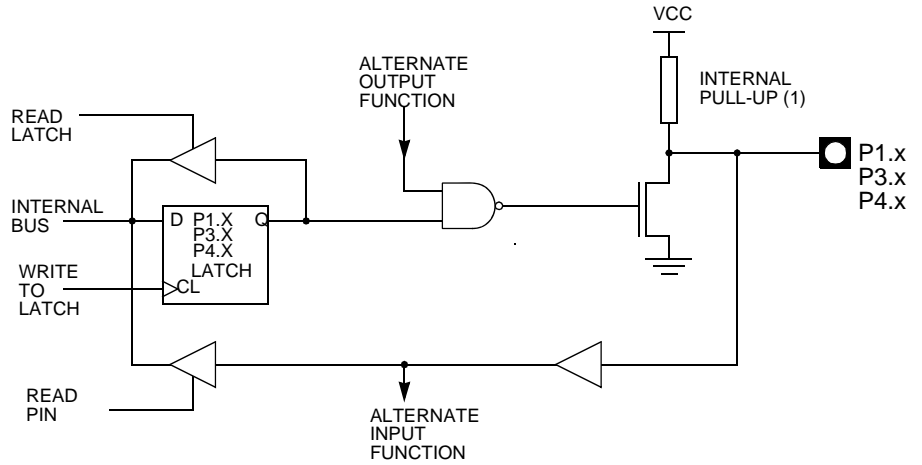 VCC
ALTERNATE
OUTPUT
FUNCTION
INTERNAL
PULL-UP (1)
READ
LATCH
P1.x
P3.x
P4.x
INTERNAL
BUS
D P1.X Q
P3.X
P4.X
LATCH
CL
WRITE
TO
LATCH
READ
PIN
ALTERNATE
INPUT
FUNCTION